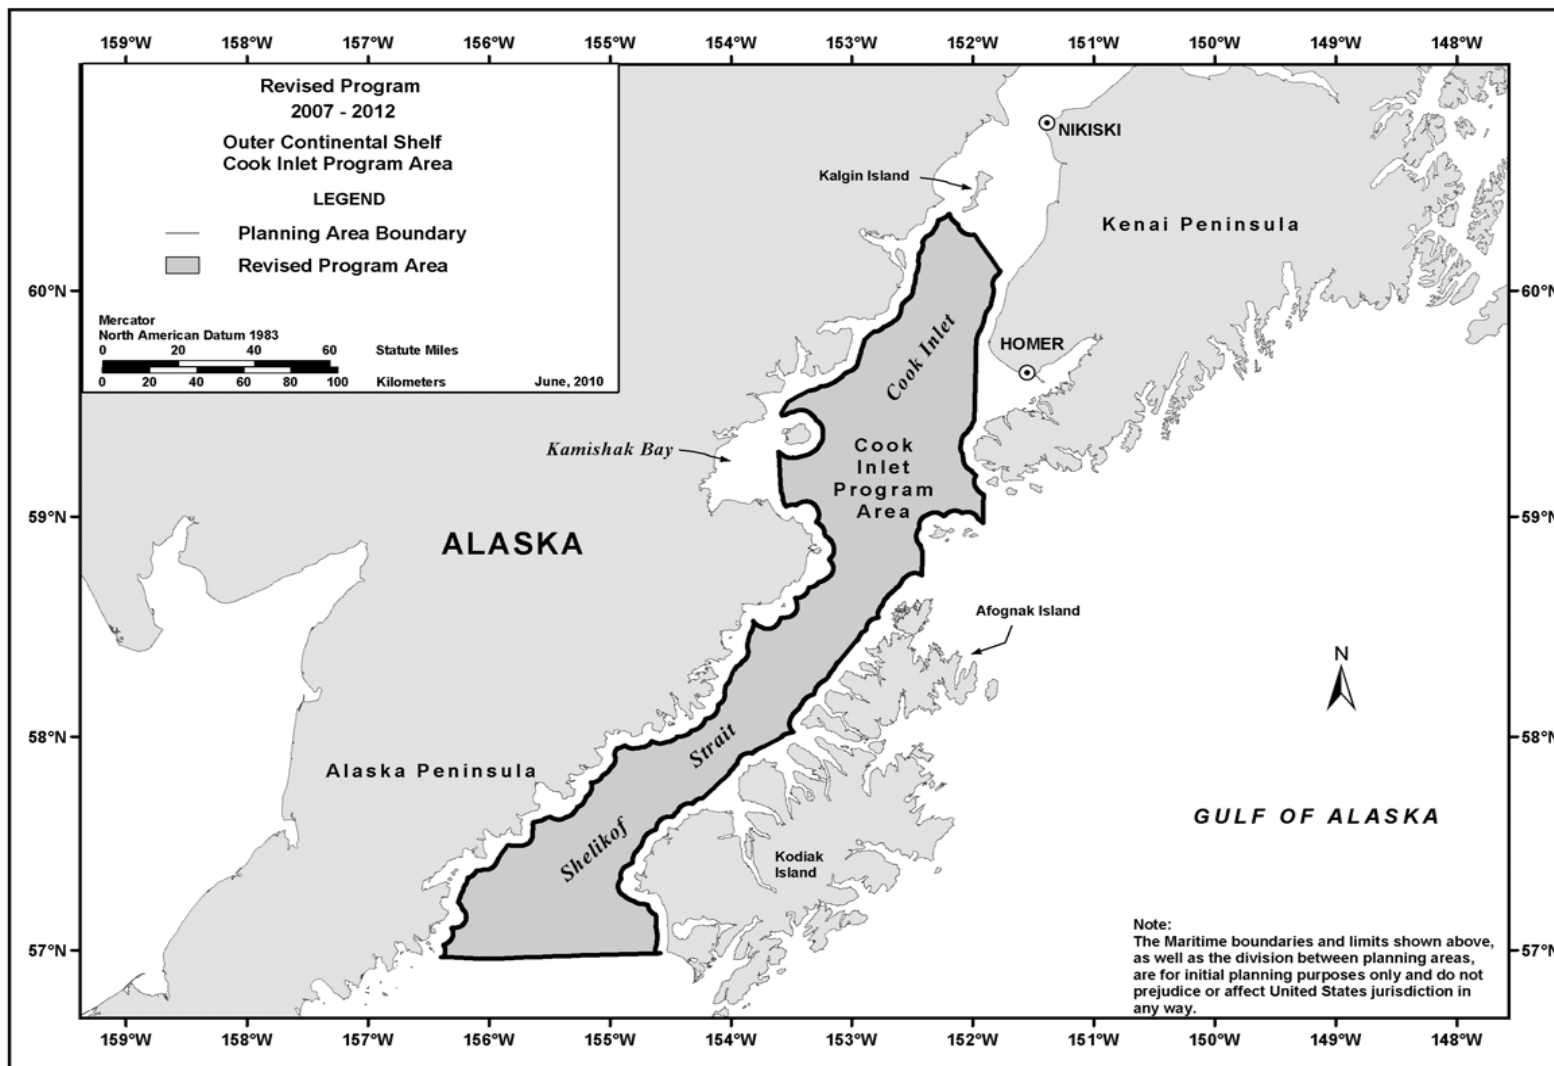 159°W 158°W 157°W 156°W 155°W 154°W 153°W 152°W 151°W 150°W 149°W 148°W
Revised Program
2007 - 2012
Outer Continental Shelf
Cook Inlet Program Area
LEGEND
Planning Area Boundary
Revised Program Area
Mercator
North American Datum 1983
0 20 40 60 Statute Miles
0 20 40 60 80 100 Kilometers
June, 2010
NIKISKI
Kalgin Island
Kenai Peninsula
60°N 60°N
HOMER
Cook Inlet
Kamishak Bay
Cook
Inlet
Program
Area
59°N 59°N
ALASKA
Afognak Island
N
58°N 58°N
Strait
Alaska Peninsula
GULF OF ALASKA
Shelikof
Kodiak
Island
57°N 57°N
Note:
The Maritime boundaries and limits shown above,
as well as the division between planning areas,
are for initial planning purposes only and do not
prejudice or affect United States jurisdiction in
any way.
159°W 158°W 157°W 156°W 155°W 154°W 153°W 152°W 151°W 150°W 149°W 148°W